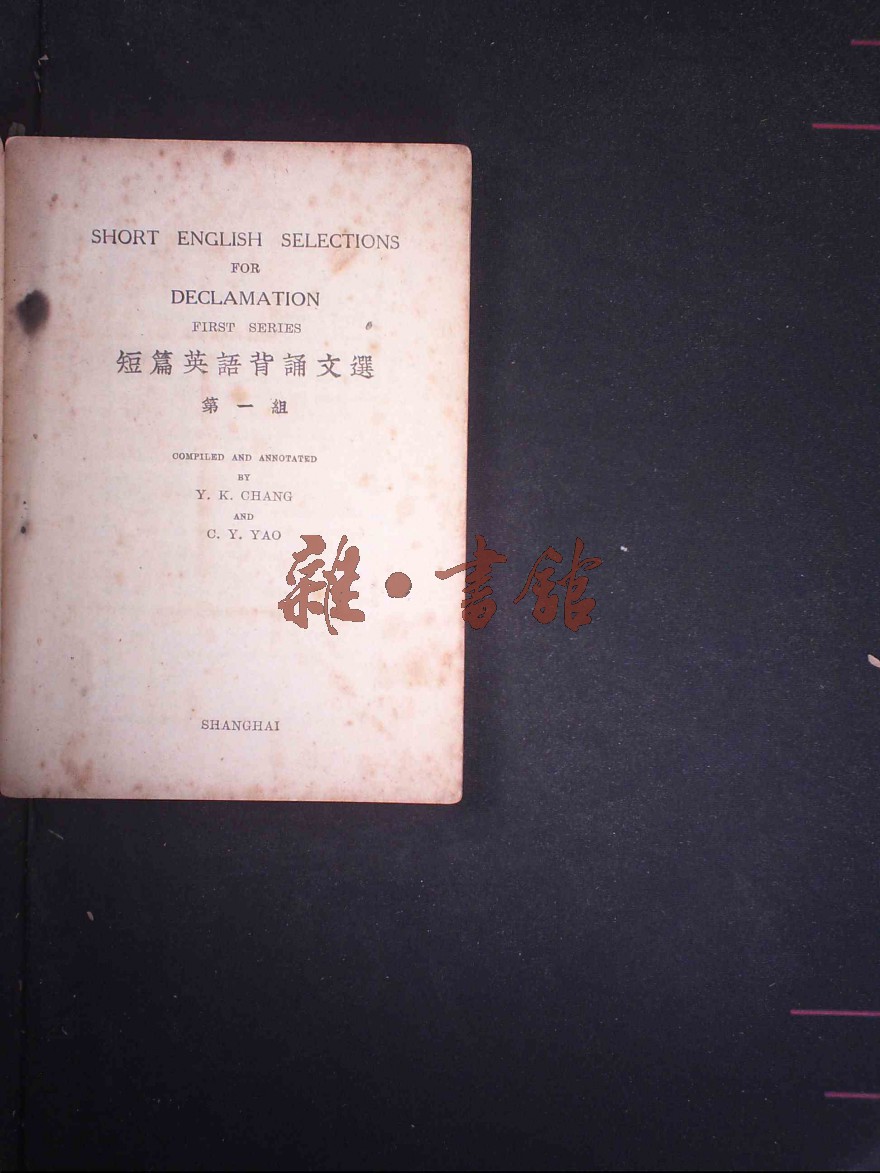 SHORT ENGLISH SELECTIONS
FOR
DECLAMATION
FIRST SERIES
短篇英語背誦文選
第一組
COMPILED AND ANNOTATED
BY
Y. K. CHANG
AND
C. Y. YAO
雜·書館
SHANGHAI